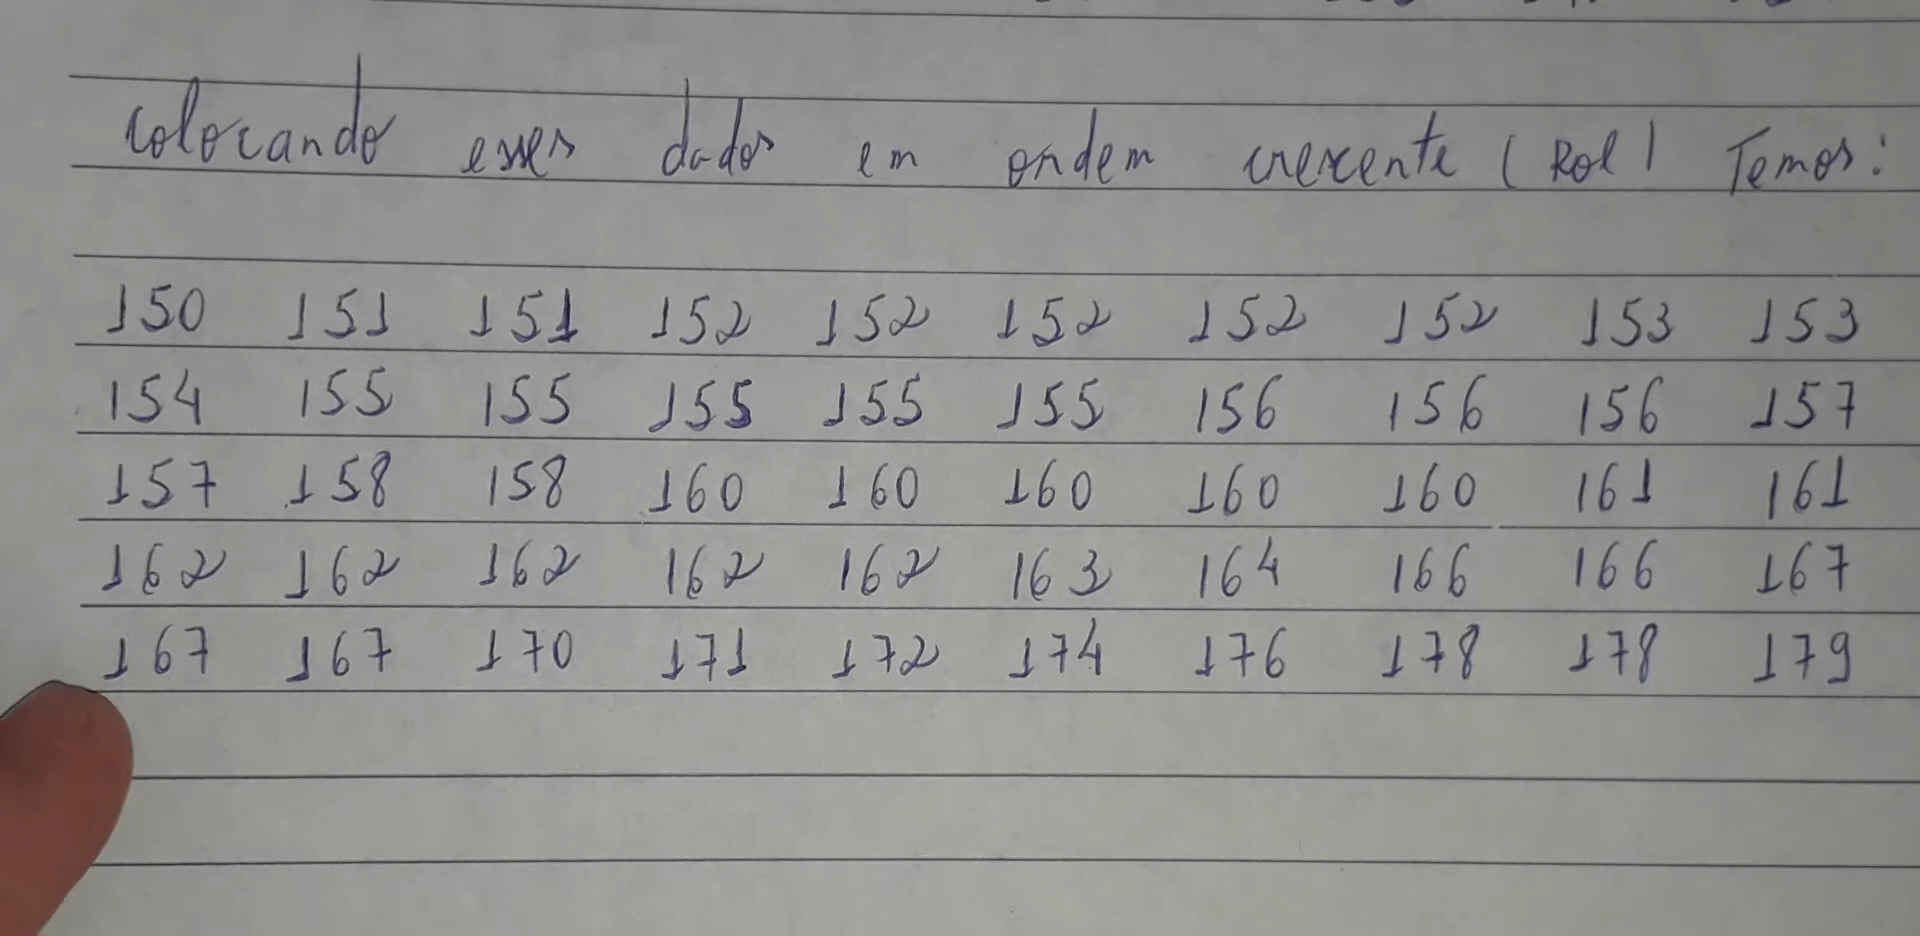 colocando esses dados em ordem crescente (Rol) Temos:
150 151 151 152 152 152 152 152 153 153
154 155 155 155 155 155 156 156 156 157
157 158 158 160 160 160 160 160 161 161
162 162 162 162 162 163 164 166 166 167
167 167 170 171 172 174 176 178 178 179